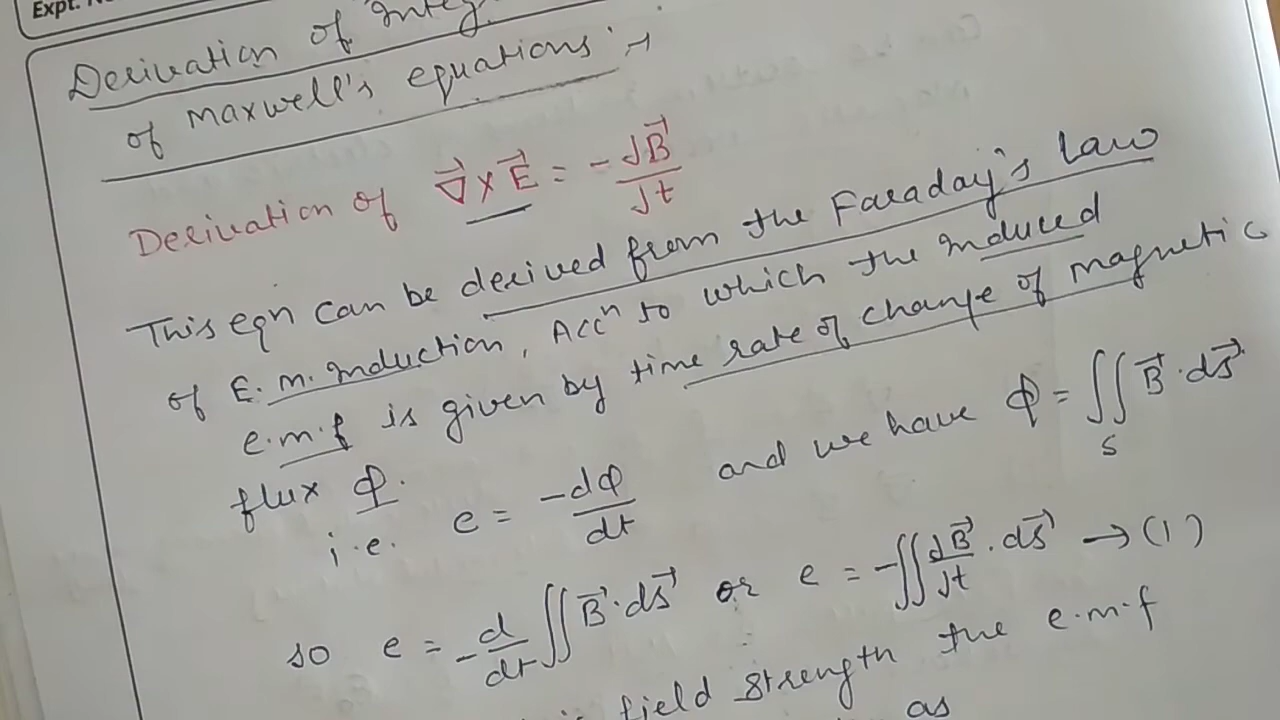 Expt.
Derivation of Integ
of maxwell's equations :-
Derivation of ∇⃗ × E⃗ = -∂B⃗/∂t
This eqn can be derived from the Faraday's law
of E.m. Induction, Accⁿ to which the Induced
e.m.f is given by time rate of change of magnetic
flux Φ.
i.e. e = -dΦ/dt and we have Φ = ∬_S B⃗·ds⃗
so e = -d/dt ∬ B⃗·ds⃗ or e = -∬ ∂B⃗/∂t · ds⃗ → (1)
field strength the e.m.f
as